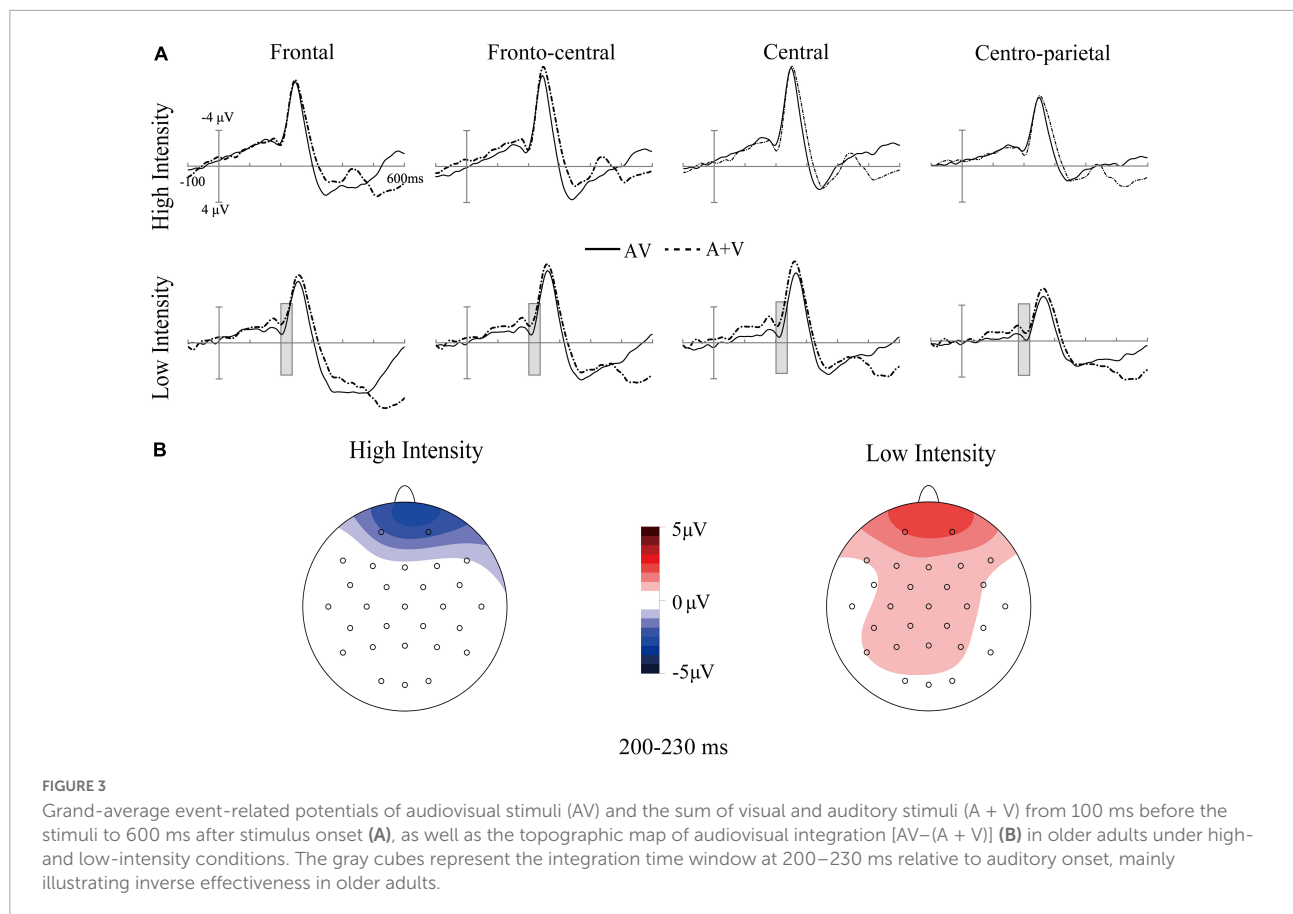 A
Frontal
Fronto-central
Central
Centro-parietal
High Intensity
-4 μV
-100
600ms
4 μV
AV
A+V
Low Intensity
B
High Intensity
Low Intensity
5μV
0 μV
-5μV
200-230 ms
FIGURE 3
Grand-average event-related potentials of audiovisual stimuli (AV) and the sum of visual and auditory stimuli (A + V) from 100 ms before the
stimuli to 600 ms after stimulus onset (A), as well as the topographic map of audiovisual integration [AV–(A + V)] (B) in older adults under high-
and low-intensity conditions. The gray cubes represent the integration time window at 200–230 ms relative to auditory onset, mainly
illustrating inverse effectiveness in older adults.